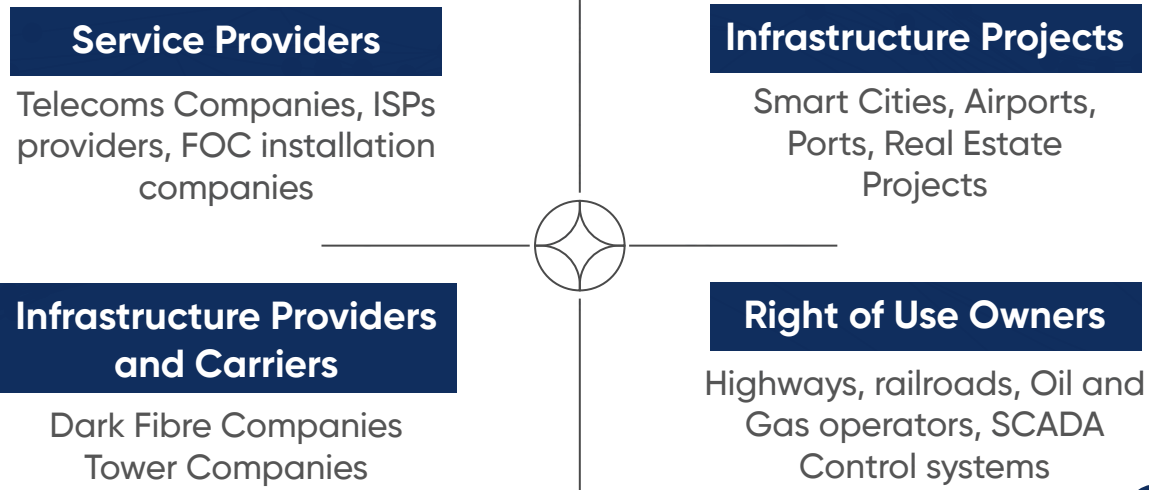 Service Providers
Telecoms Companies, ISPs
providers, FOC installation
companies
Infrastructure Projects
Smart Cities, Airports,
Ports, Real Estate
Projects
Infrastructure Providers
and Carriers
Dark Fibre Companies
Tower Companies
Right of Use Owners
Highways, railroads, Oil and
Gas operators, SCADA
Control systems